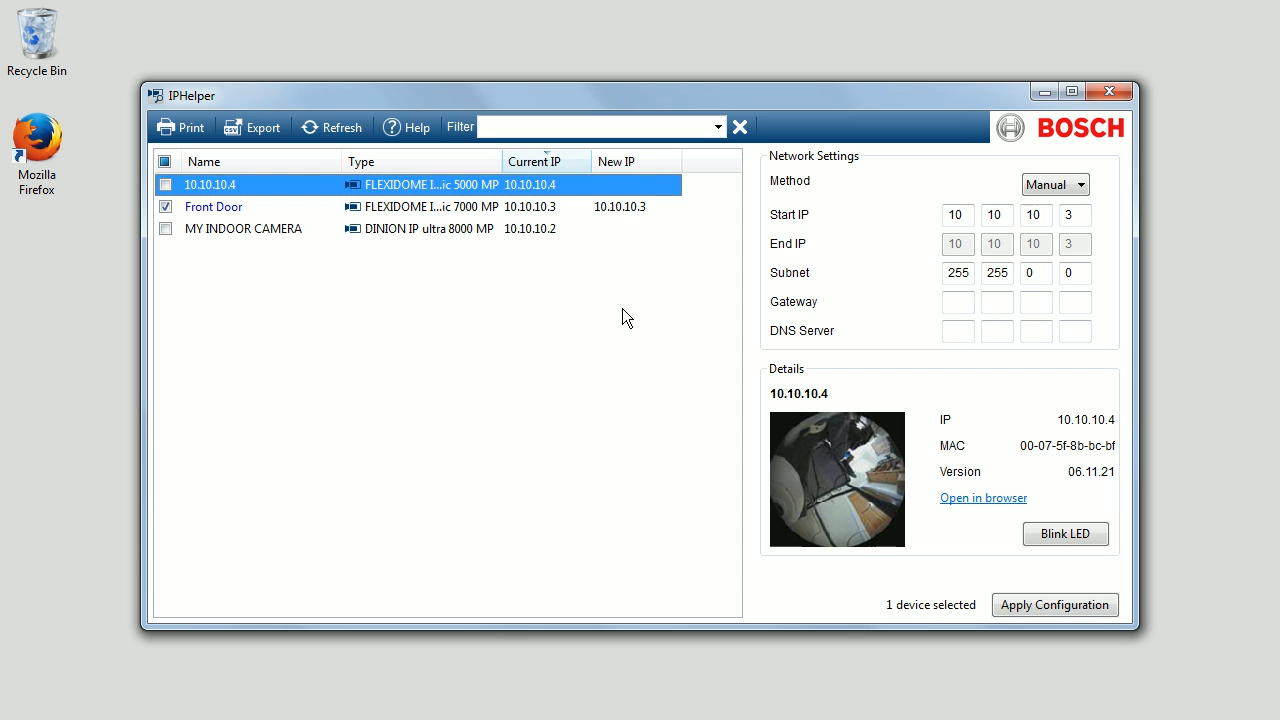 Recycle Bin
Mozilla
Firefox
IPHelper
Print Export Refresh Help Filter
BOSCH
Name Type Current IP New IP
10.10.10.4 FLEXIDOME I...ic 5000 MP 10.10.10.4
Front Door FLEXIDOME I...ic 7000 MP 10.10.10.3 10.10.10.3
MY INDOOR CAMERA DINION IP ultra 8000 MP 10.10.10.2
Network Settings
Method Manual
Start IP 10 10 10 3
End IP 10 10 10 3
Subnet 255 255 0 0
Gateway
DNS Server
Details
10.10.10.4
IP 10.10.10.4
MAC 00-07-5f-8b-bc-bf
Version 06.11.21
Open in browser
Blink LED
1 device selected Apply Configuration